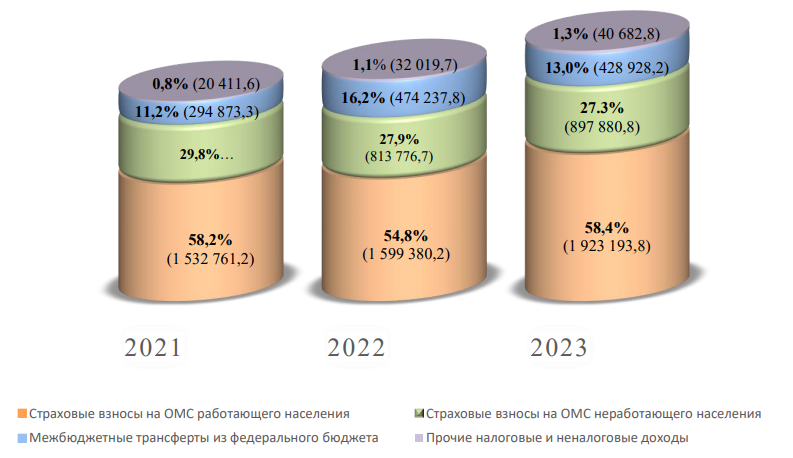 0,8% (20 411,6)
11,2% (294 873,3)
29,8%...
58,2%
(1 532 761,2)
1,1% (32 019,7)
16,2% (474 237,8)
27,9%
(813 776,7)
54,8%
(1 599 380,2)
1,3% (40 682,8)
13,0% (428 928,2)
27.3%
(897 880,8)
58,4%
(1 923 193,8)
2021 2022 2023
Страховые взносы на ОМС работающего населения
Страховые взносы на ОМС неработающего населения
Межбюджетные трансферты из федерального бюджета
Прочие налоговые и неналоговые доходы